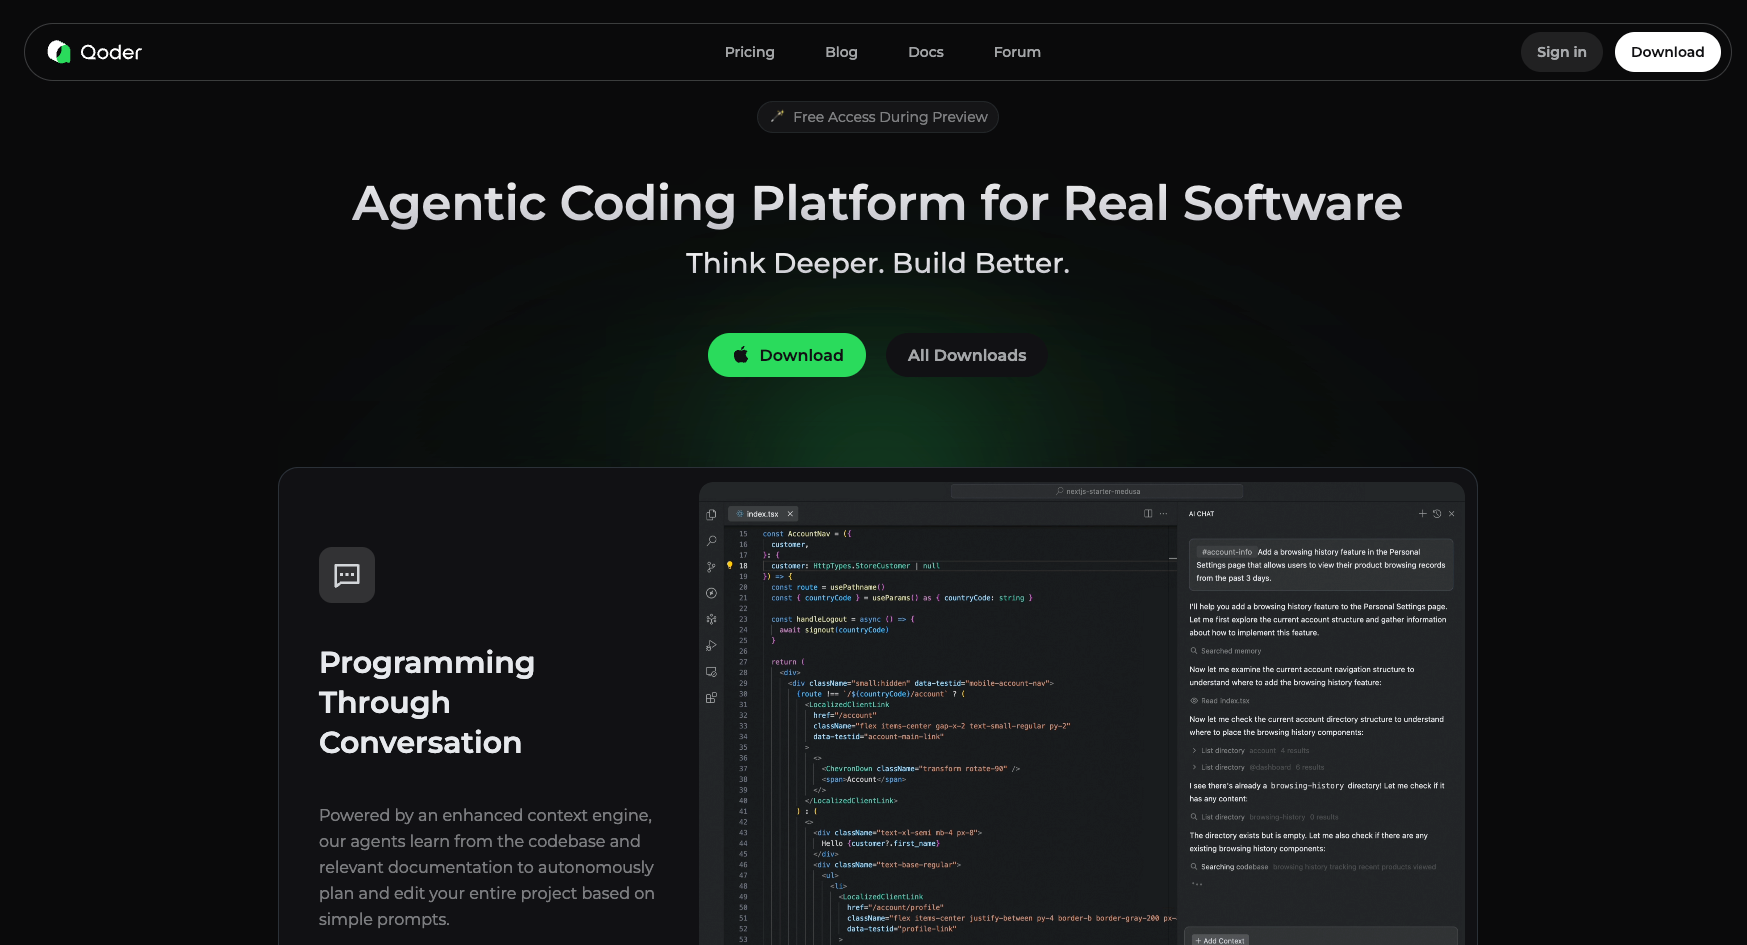 Qoder
Pricing
Blog
Docs
Forum
Sign in
Download
Free Access During Preview
Agentic Coding Platform for Real Software
Think Deeper. Build Better.
Download
All Downloads
Programming
Through
Conversation
Powered by an enhanced context engine,
our agents learn from the codebase and
relevant documentation to autonomously
plan and edit your entire project based on
simple prompts.
nextjs-starter-medusa
index.tsx
15 const AccountNav = ({
16 customer,
17 }: {
18 customer: HttpTypes.StoreCustomer | null
19 }) => {
20 const route = usePathname()
21 const { countryCode } = useParams() as { countryCode: string }
22
23 const handleLogout = async () => {
24 await signout(countryCode)
25 }
26
27 return (
28 <div>
29 <div className="small:hidden" data-testid="mobile-account-nav">
30 {route !== `/${countryCode}/account` ? (
31 <LocalizedClientLink
32 href="/account"
33 className="flex items-center gap-x-2 text-small-regular py-2"
34 data-testid="account-main-link"
35 >
36 <>
37 <ChevronDown className="transform rotate-90" />
38 <span>Account</span>
39 </>
40 </LocalizedClientLink>
41 ) : (
42 <>
43 <div className="text-xl-semi mb-4 px-8">
44 Hello {customer?.first_name}
45 </div>
46 <div className="text-base-regular">
47 <ul>
48 <li>
49 <LocalizedClientLink
50 href="/account/profile"
51 className="flex items-center justify-between py-4 border-b border-gray-200 px-
52 data-testid="profile-link"
53 >
AI CHAT
#account-info Add a browsing history feature in the Personal
Settings page that allows users to view their product browsing records
from the past 3 days.
I'll help you add a browsing history feature to the Personal Settings page.
Let me first explore the current account structure and gather information
about how to implement this feature.
Searched memory
Now let me examine the current account navigation structure to
understand where to add the browsing history feature:
Read index.tsx
Now let me check the current account directory structure to understand
where to place the browsing history components:
List directory account 4 results
List directory @dashboard 6 results
I see there's already a browsing-history directory! Let me check if it
has any content:
List directory browsing-history 0 results
The directory exists but is empty. Let me also check if there are any
existing browsing history components:
Searching codebase browsing history tracking recent products viewed
+ Add Context